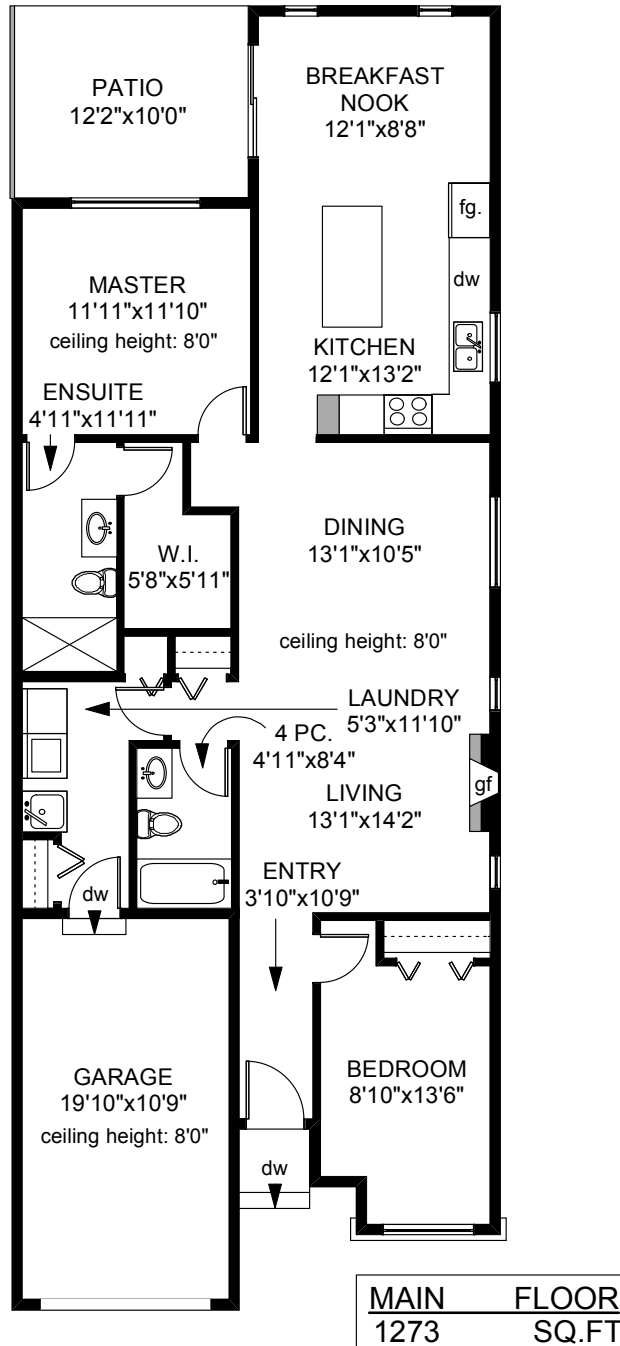 PATIO
12'2"x10'0"
BREAKFAST
NOOK
12'1"x8'8"
fg.
dw
MASTER
11'11"x11'10"
ceiling height: 8'0"
KITCHEN
12'1"x13'2"
ENSUITE
4'11"x11'11"
W.I.
5'8"x5'11"
DINING
13'1"x10'5"
ceiling height: 8'0"
LAUNDRY
5'3"x11'10"
4 PC.
4'11"x8'4"
gf
LIVING
13'1"x14'2"
ENTRY
3'10"x10'9"
dw
GARAGE
19'10"x10'9"
ceiling height: 8'0"
BEDROOM
8'10"x13'6"
dw
MAIN FLOOR
1273 SQ.FT